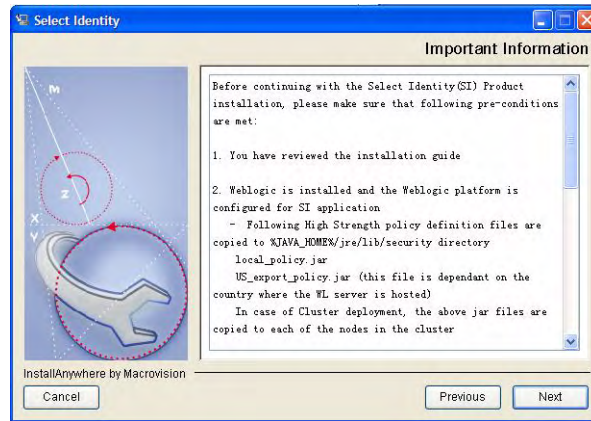 Select Identity
Important Information
M
Z
X
Y
Before continuing with the Select Identity(SI) Product
installation, please make sure that following pre-conditions
are met:
1. You have reviewed the installation guide
2. Weblogic is installed and the Weblogic platform is
configured for SI application
- Following High Strength policy definition files are
copied to %JAVA_HOME%/jre/lib/security directory
local_policy.jar
US_export_policy.jar (this file is dependant on the
country where the WL server is hosted)
In case of Cluster deployment, the above jar files are
copied to each of the nodes in the cluster
InstallAnywhere by Macrovision
Cancel
Previous
Next